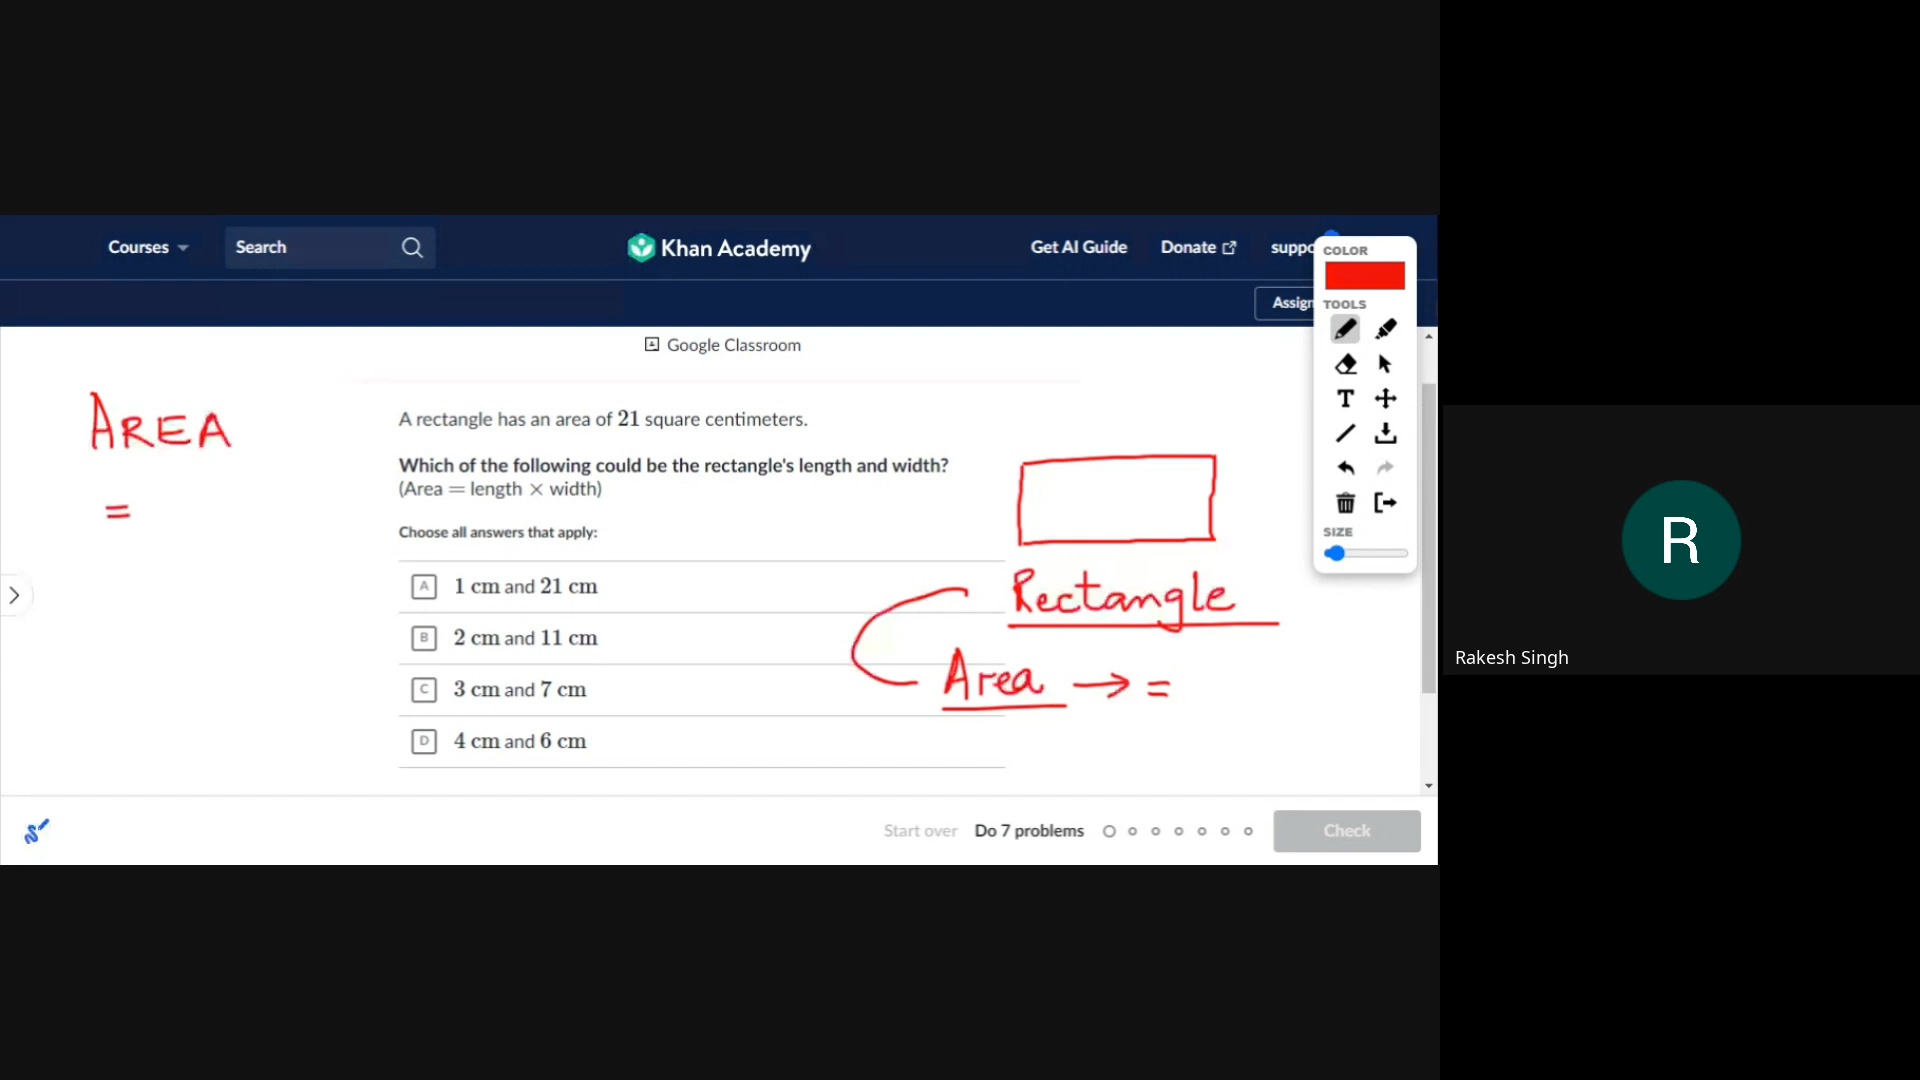 Courses
Search
Khan Academy
Get AI Guide
Donate
suppo
Assign
COLOR
TOOLS
SIZE
Google Classroom
AREA
=
A rectangle has an area of 21 square centimeters.
Which of the following could be the rectangle's length and width?
(Area = length × width)
Choose all answers that apply:
A 1 cm and 21 cm
B 2 cm and 11 cm
C 3 cm and 7 cm
D 4 cm and 6 cm
Rectangle
Area → =
Start over
Do 7 problems
Check
R
Rakesh Singh